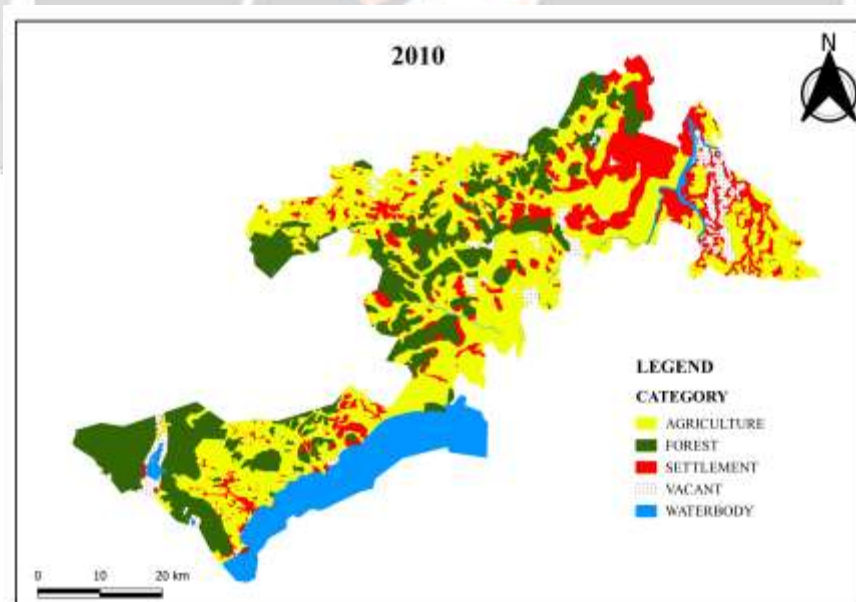 2010
N
LEGEND
CATEGORY
AGRICULTURE
FOREST
SETTLEMENT
VACANT
WATERBODY
0 10 20 km